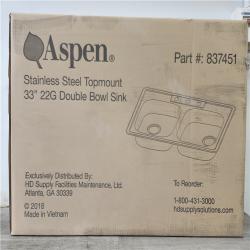 Aspen®
Part #: 837451
Stainless Steel Topmount
33" 22G Double Bowl Sink
Exclusively Distributed By:
HD Supply Facilities Maintenance, Ltd.
Atlanta, GA 30339
© 2018
Made in Vietnam
To Reorder:
1-800-431-3000
hdsupplysolutions.com